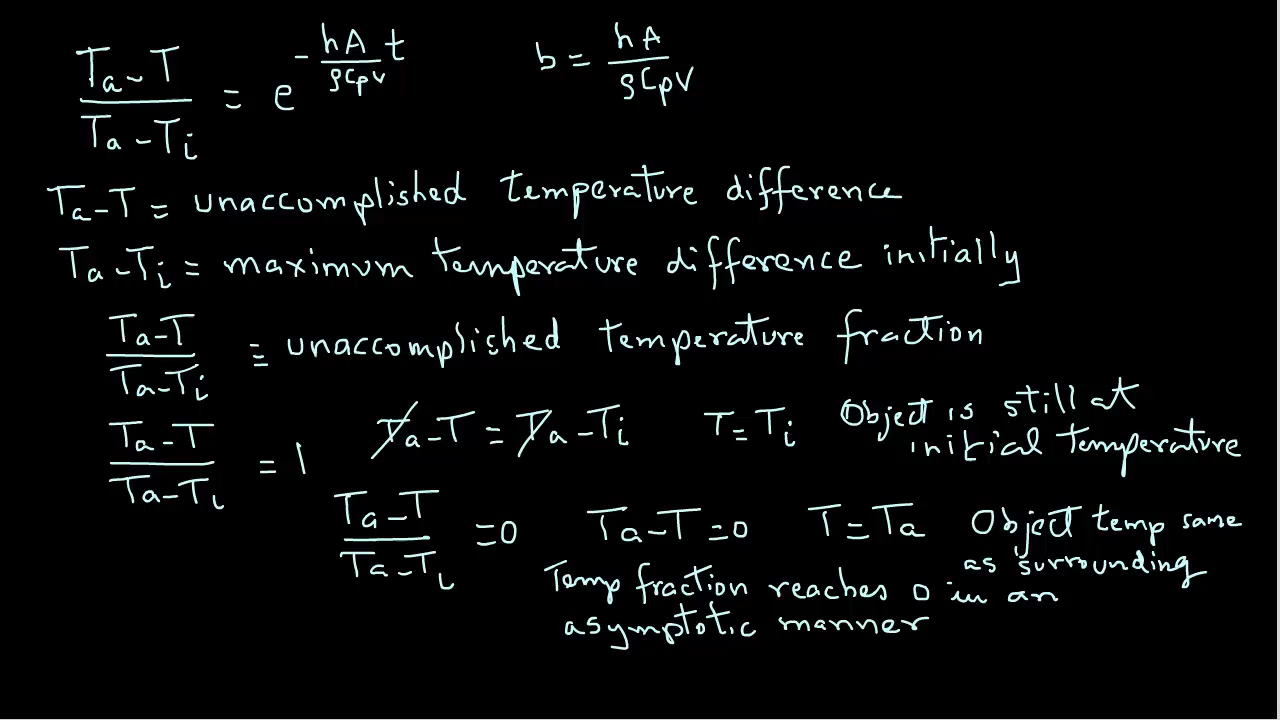 (Ta-T)/(Ta-Ti) = e^(-(hA/(ρCpV))t)    b = hA/(ρCpV)
Ta-T = unaccomplished temperature difference
Ta-Ti = maximum temperature difference initially
(Ta-T)/(Ta-Ti) = unaccomplished temperature fraction
(Ta-T)/(Ta-Ti) = 1    Ta-T = Ta-Ti    T = Ti    Object is still at
initial temperature
(Ta-T)/(Ta-Ti) = 0    Ta-T = 0    T = Ta    Object temp same
as surrounding
Temp fraction reaches 0 in an
asymptotic manner